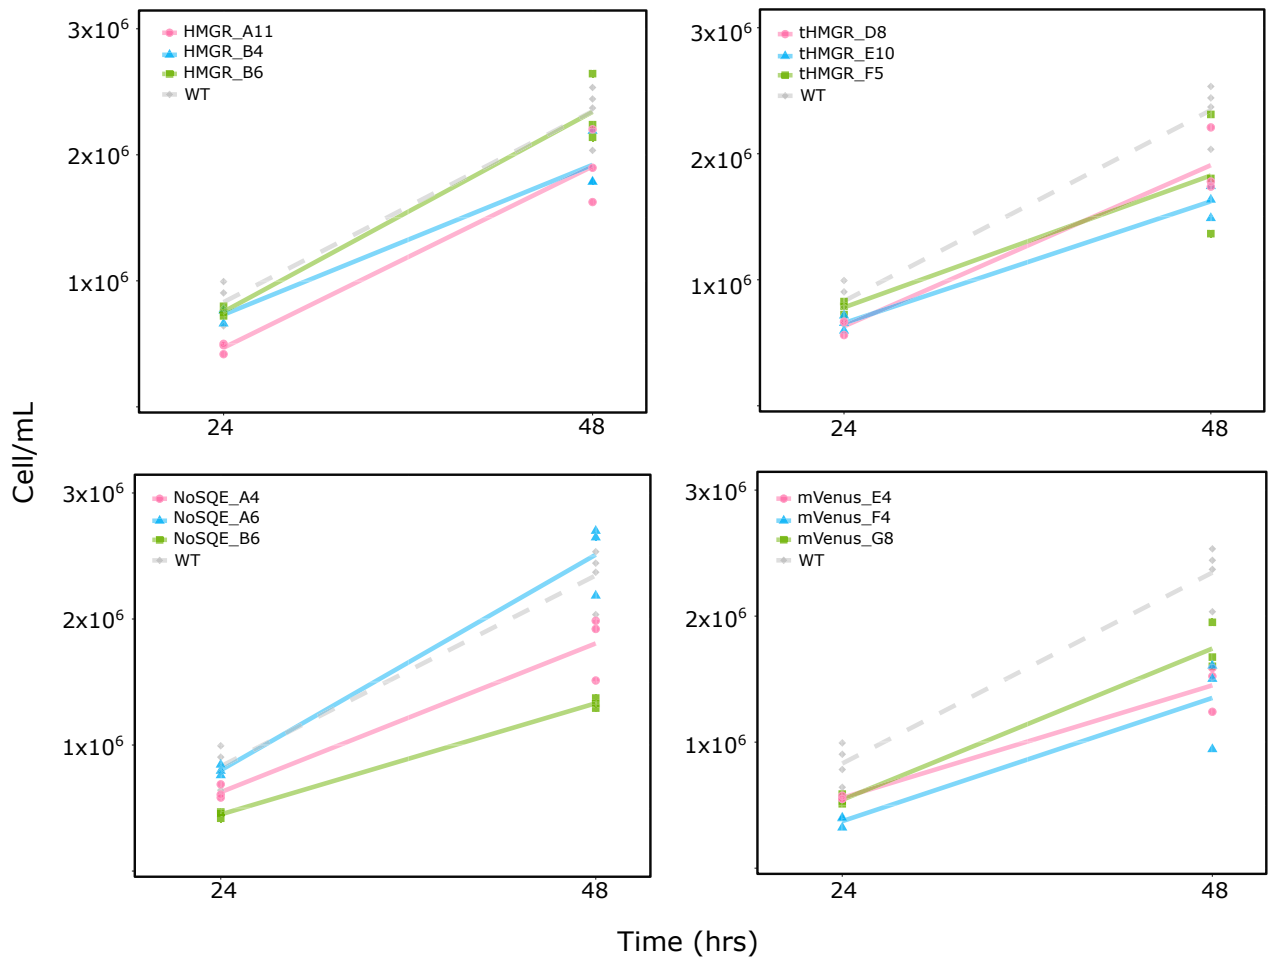 3x10⁶
HMGR_A11
HMGR_B4
HMGR_B6
WT
2x10⁶
1x10⁶
24
48
3x10⁶
tHMGR_D8
tHMGR_E10
tHMGR_F5
WT
2x10⁶
1x10⁶
24
48
Cell/mL
3x10⁶
NoSQE_A4
NoSQE_A6
NoSQE_B6
WT
2x10⁶
1x10⁶
24
48
3x10⁶
mVenus_E4
mVenus_F4
mVenus_G8
WT
2x10⁶
1x10⁶
24
48
Time (hrs)